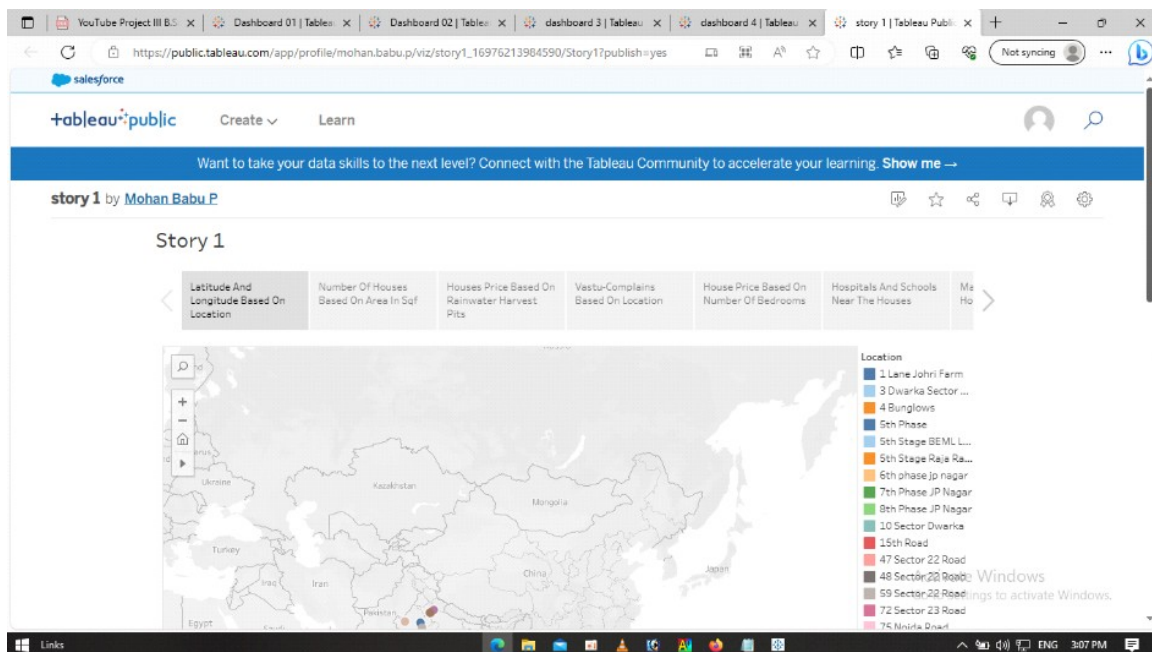 YouTube Project III B.S
Dashboard 01 | Tablea
Dashboard 02 | Tablea
dashboard 3 | Tableau
dashboard 4 | Tableau
story 1 | Tableau Publi
https://public.tableau.com/app/profile/mohan.babu.p/viz/story1_16976213984590/Story1?publish=yes
Not syncing
salesforce
+ab|eau public
Create
Learn
Want to take your data skills to the next level? Connect with the Tableau Community to accelerate your learning. Show me →
story 1 by Mohan Babu P
Story 1
Latitude And
Longitude Based On
Location
Number Of Houses
Based On Area In Sqf
Houses Price Based On
Rainwater Harvest
Pits
Vastu-Complains
Based On Location
House Price Based On
Number Of Bedrooms
Hospitals And Schools
Near The Houses
Ma
Ho
Ukraine
Kazakhstan
Mongolia
Turkey
Iraq
Iran
China
Japan
Pakistan
Egypt
Location
1 Lane Johri Farm
3 Dwarka Sector ...
4 Bunglows
5th Phase
5th Stage BEML L...
5th Stage Raja Ra...
6th phase jp nagar
7th Phase JP Nagar
8th Phase JP Nagar
10 Sector Dwarka
15th Road
47 Sector 22 Road
48 Sector 22 Road
59 Sector 22 Road
72 Sector 23 Road
75 Noida Road
Activate Windows
Go to Settings to activate Windows.
Links
ENG
3:07 PM